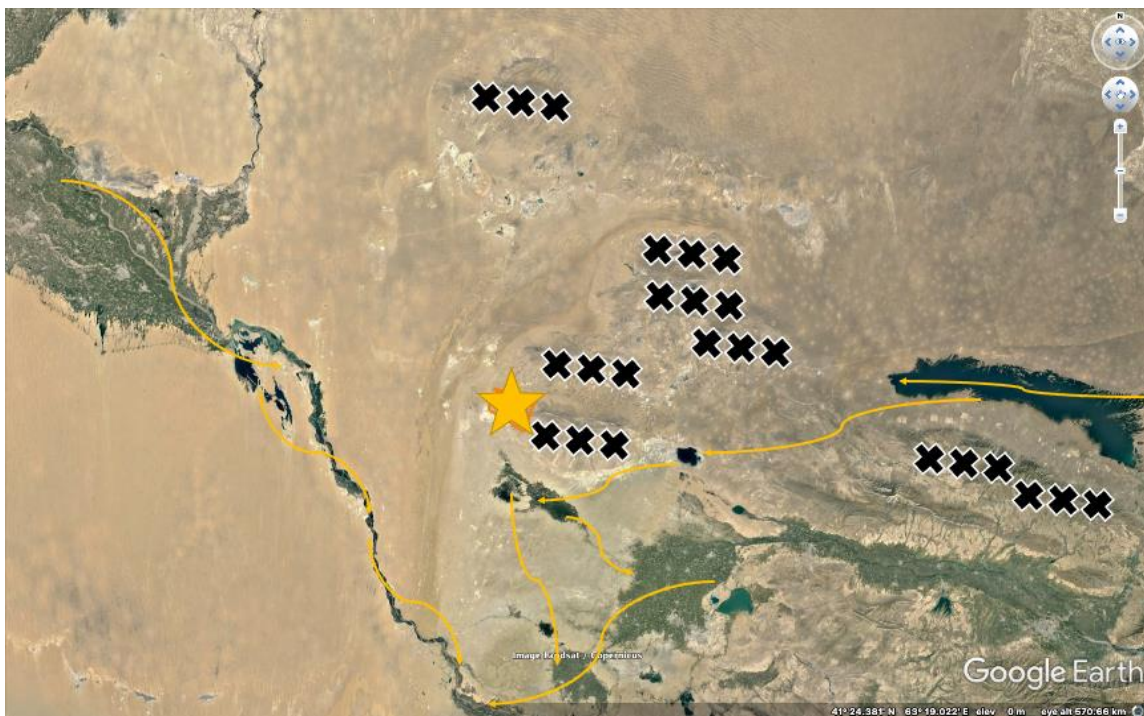 N
Image Landsat / Copernicus
Google Earth
41° 24.381' N 63° 19.022' E elev 0 m eye alt 570.66 km